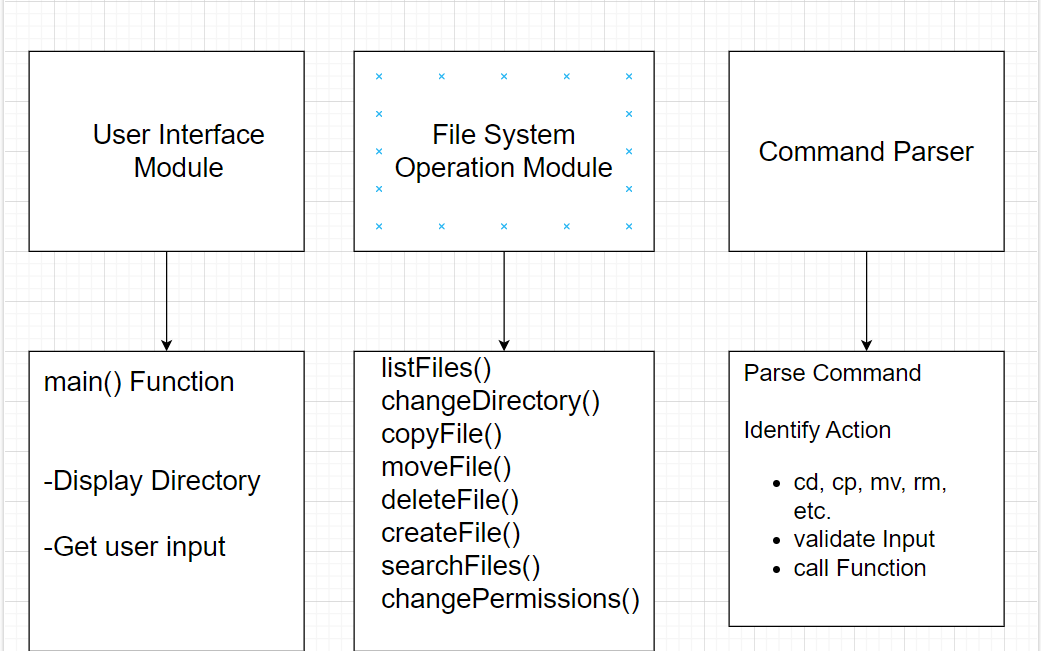 User Interface
Module
File System
Operation Module
Command Parser
main() Function
-Display Directory
-Get user input
listFiles()
changeDirectory()
copyFile()
moveFile()
deleteFile()
createFile()
searchFiles()
changePermissions()
Parse Command
Identify Action
• cd, cp, mv, rm,
etc.
• validate Input
• call Function